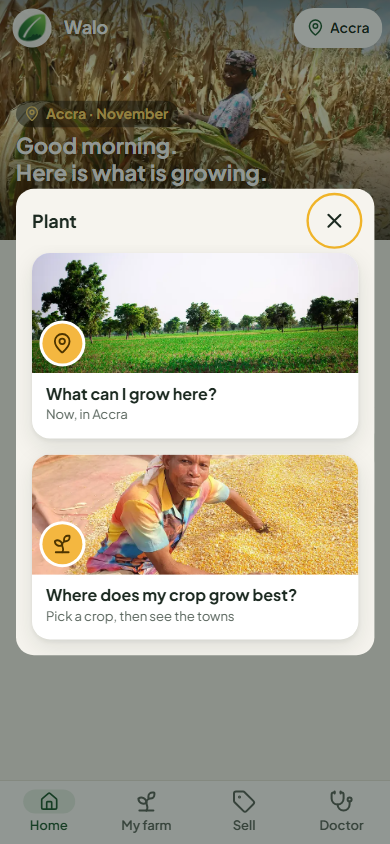 Walo
Accra
Accra · November
Good morning.
Here is what is growing.
Plant
What can I grow here?
Now, in Accra
Where does my crop grow best?
Pick a crop, then see the towns
Home
My farm
Sell
Doctor